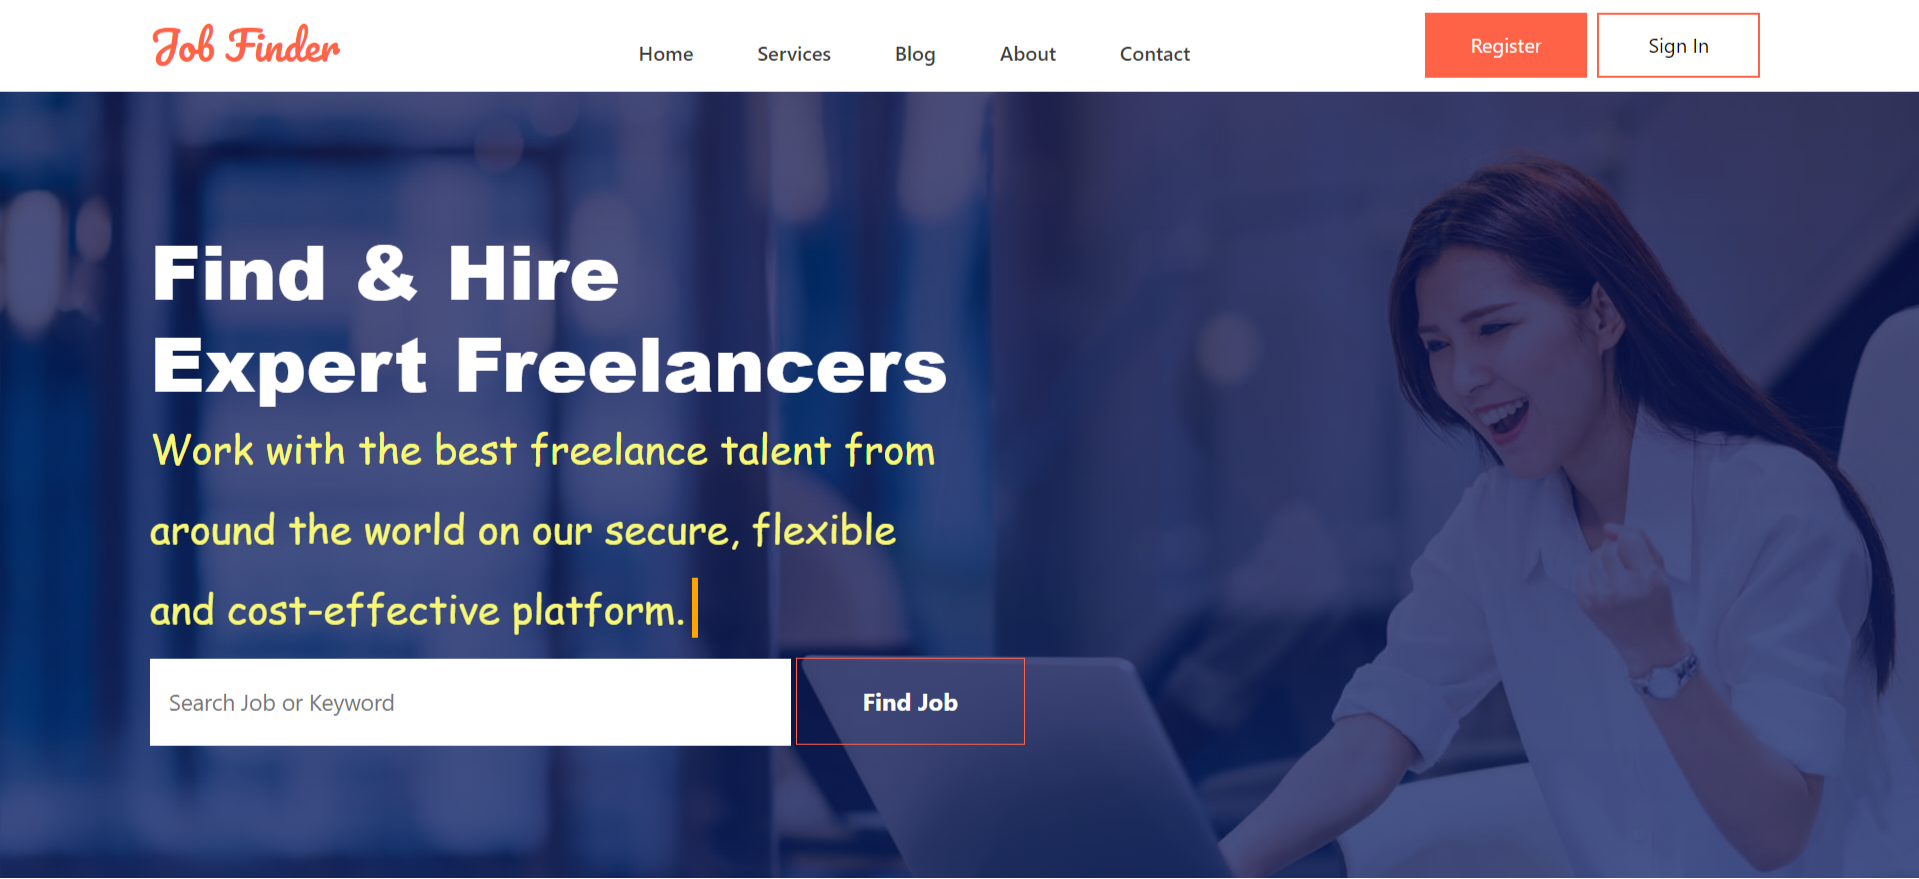 Job Finder
Home Services Blog About Contact
Register Sign In
Find & Hire
Expert Freelancers
Work with the best freelance talent from
around the world on our secure, flexible
and cost-effective platform.
Search Job or Keyword
Find Job